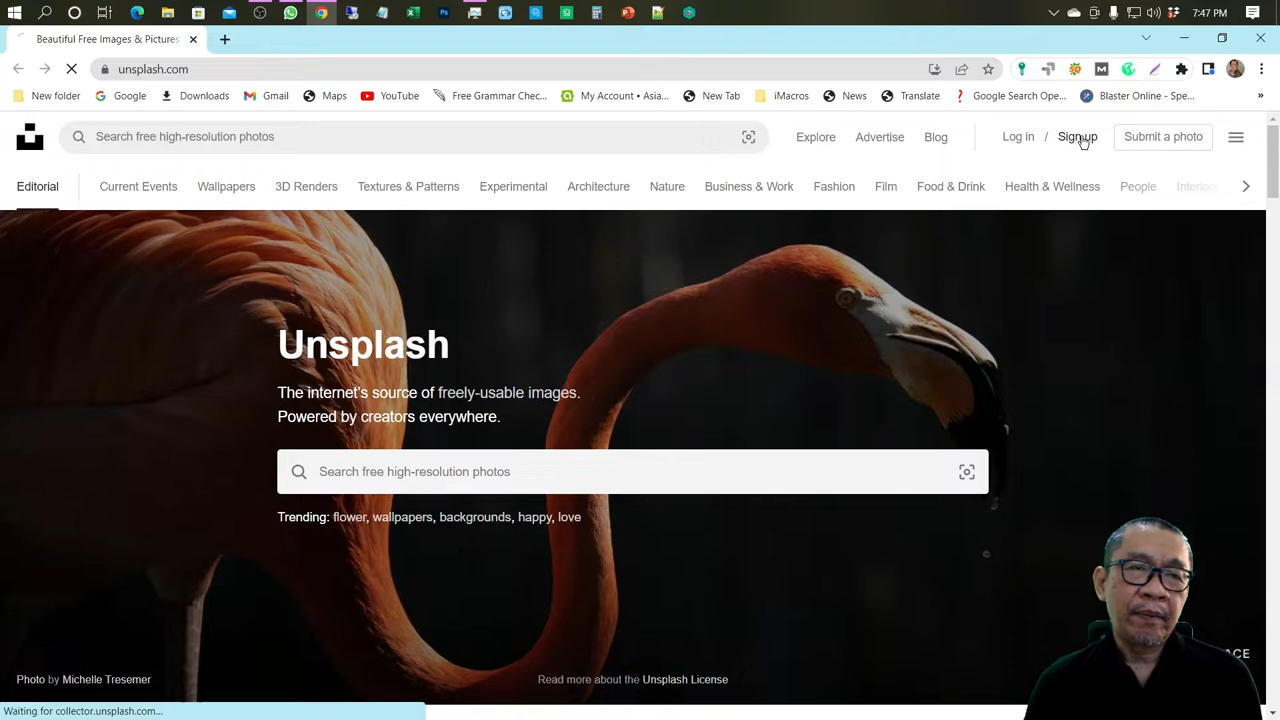 7:47 PM
Beautiful Free Images & Pictures
unsplash.com
New folder
Google
Downloads
Gmail
Maps
YouTube
Free Grammar Chec...
My Account • Asia...
New Tab
iMacros
News
Translate
Google Search Ope...
Blaster Online - Spe...
»
Search free high-resolution photos
Explore
Advertise
Blog
Log in / Sign up
Submit a photo
Editorial
Current Events
Wallpapers
3D Renders
Textures & Patterns
Experimental
Architecture
Nature
Business & Work
Fashion
Film
Food & Drink
Health & Wellness
People
Interiors
Unsplash
The internet's source of freely-usable images.
Powered by creators everywhere.
Search free high-resolution photos
Trending: flower, wallpapers, backgrounds, happy, love
Photo by Michelle Tresemer
Read more about the Unsplash License
ACE
Waiting for collector.unsplash.com...